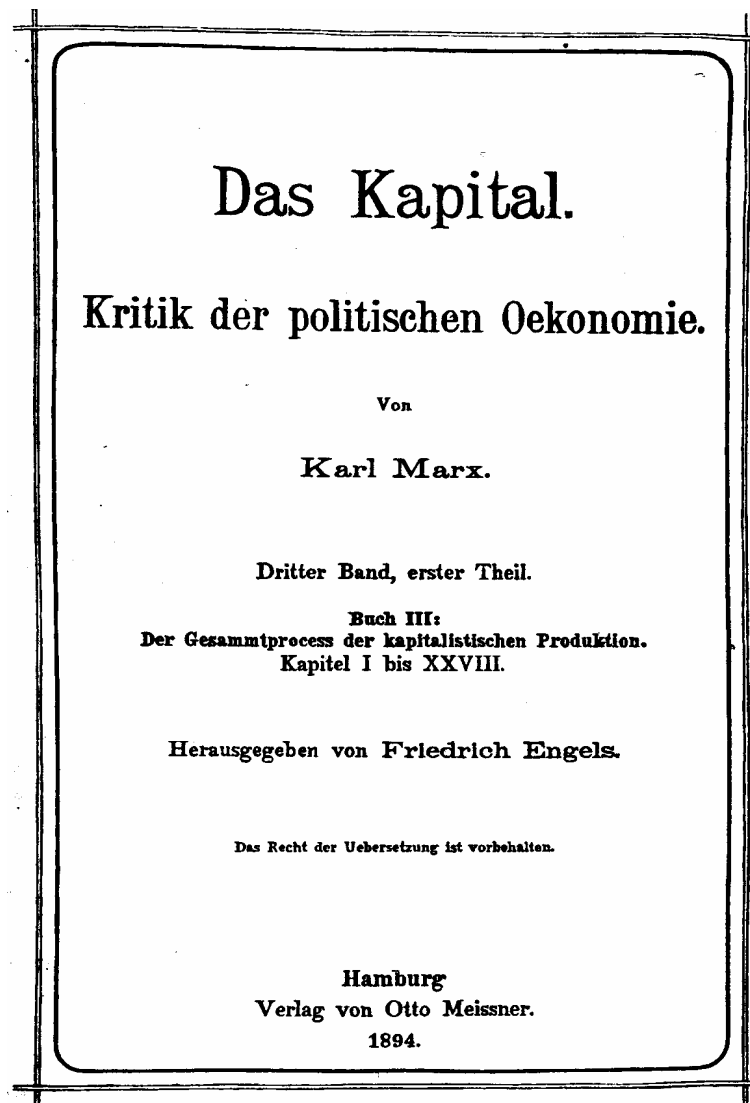 Das Kapital.
Kritik der politischen Oekonomie.
Von
Karl Marx.
Dritter Band, erster Theil.
Buch III:
Der Gesammtprocess der kapitalistischen Produktion.
Kapitel I bis XXVIII.
Herausgegeben von Friedrich Engels.
Das Recht der Uebersetzung ist vorbehalten.
Hamburg
Verlag von Otto Meissner.
1894.